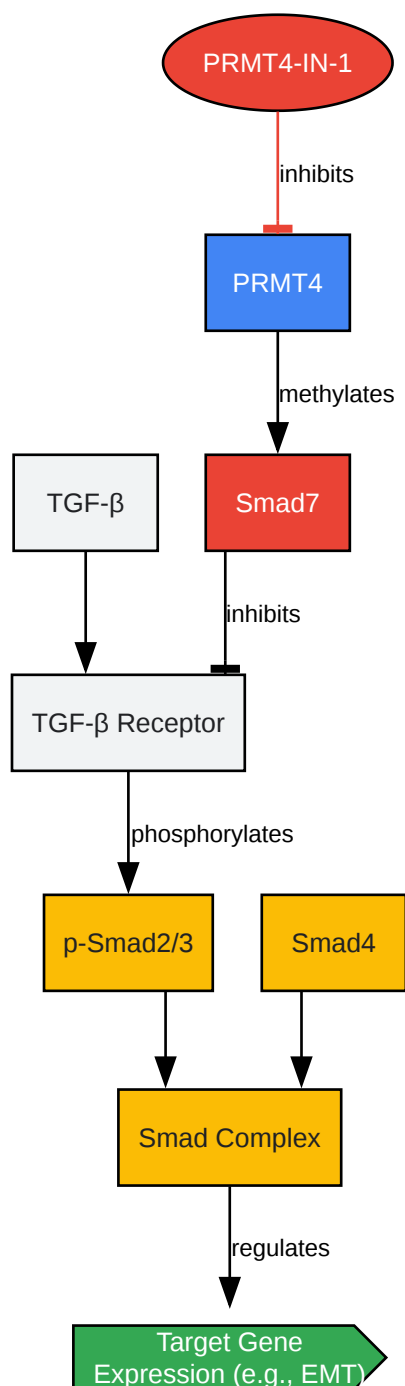 PRMT4-IN-1
inhibits
PRMT4
methylates
TGF-β
Smad7
inhibits
TGF-β Receptor
phosphorylates
p-Smad2/3
Smad4
Smad Complex
regulates
Target Gene
Expression (e.g., EMT)